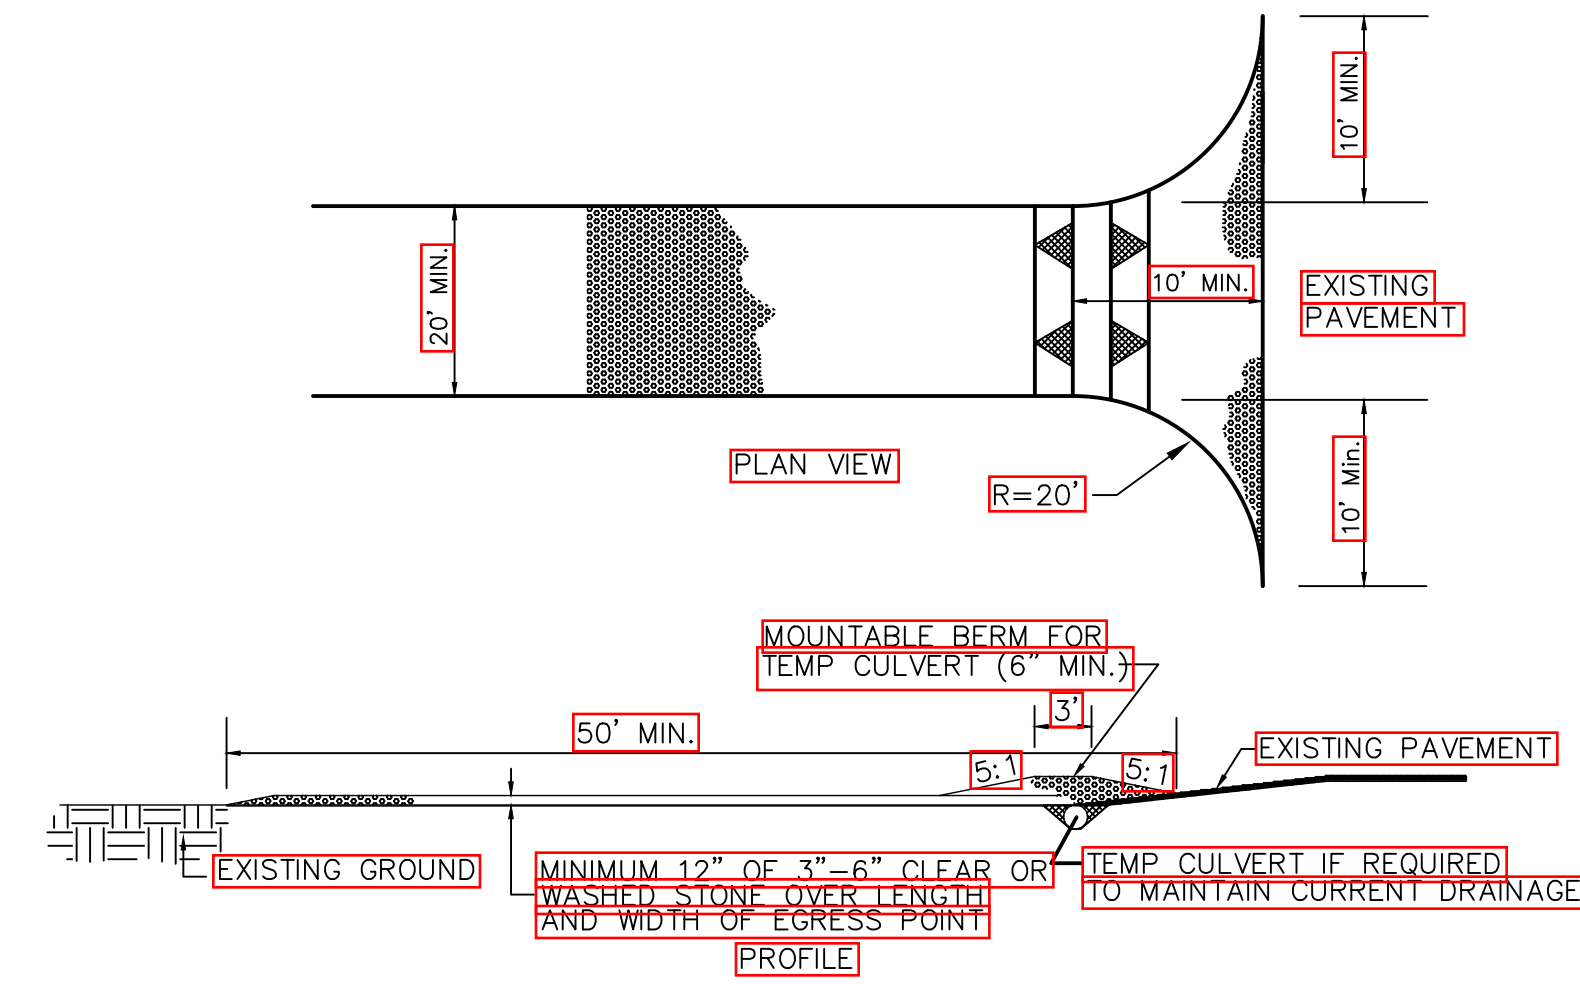 10' MIN.
20' MIN.
10' MIN.
EXISTING
PAVEMENT
10' Min.
PLAN VIEW
R=20'
MOUNTABLE BERM FOR
TEMP CULVERT (6" MIN.)
3'
50' MIN.
5:1
5:1
EXISTING PAVEMENT
EXISTING GROUND
MINIMUM 12" OF 3"-6" CLEAR OR
WASHED STONE OVER LENGTH
AND WIDTH OF EGRESS POINT
TEMP CULVERT IF REQUIRED
TO MAINTAIN CURRENT DRAINAGE
PROFILE